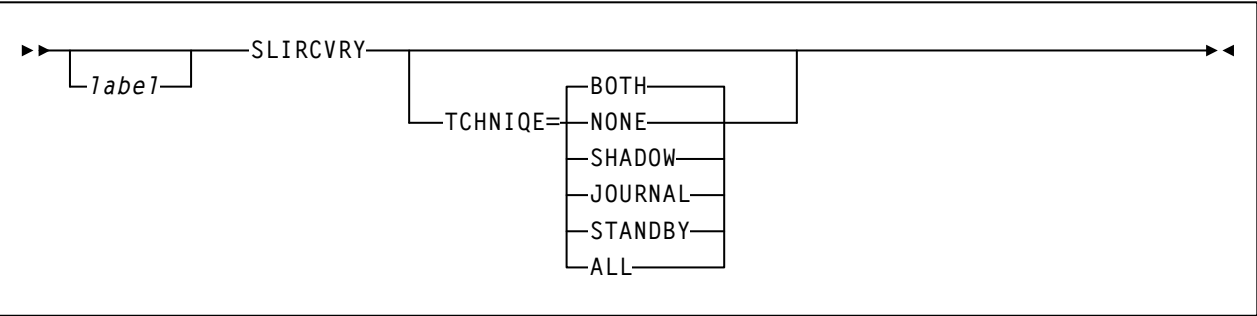 SLIRCVRY
label
BOTH
TCHNIQE= NONE
SHADOW
JOURNAL
STANDBY
ALL